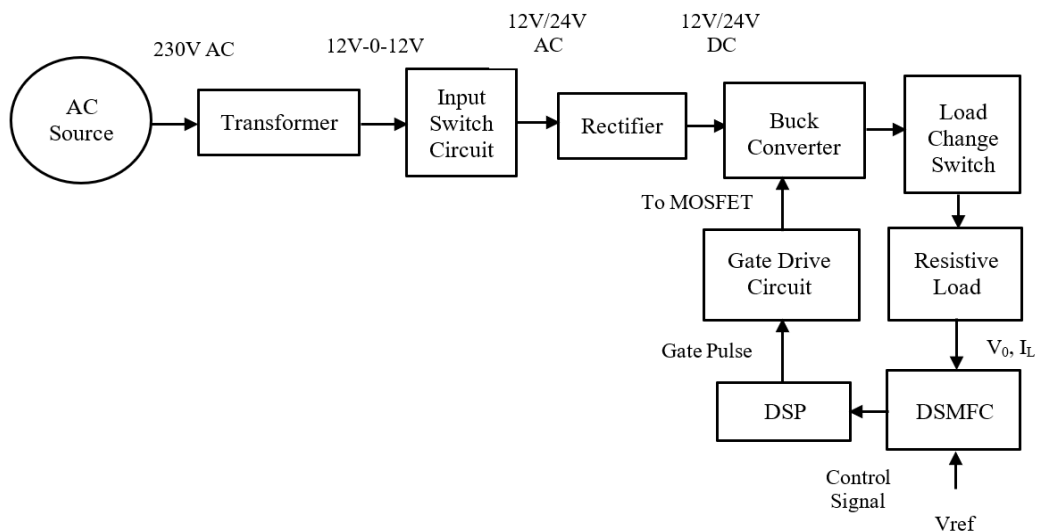 230V AC
12V-0-12V
12V/24V
AC
12V/24V
DC
AC
Source
Transformer
Input
Switch
Circuit
Rectifier
Buck
Converter
Load
Change
Switch
To MOSFET
Gate Drive
Circuit
Resistive
Load
Gate Pulse
V₀, I_L
DSP
DSMFC
Control
Signal
Vref